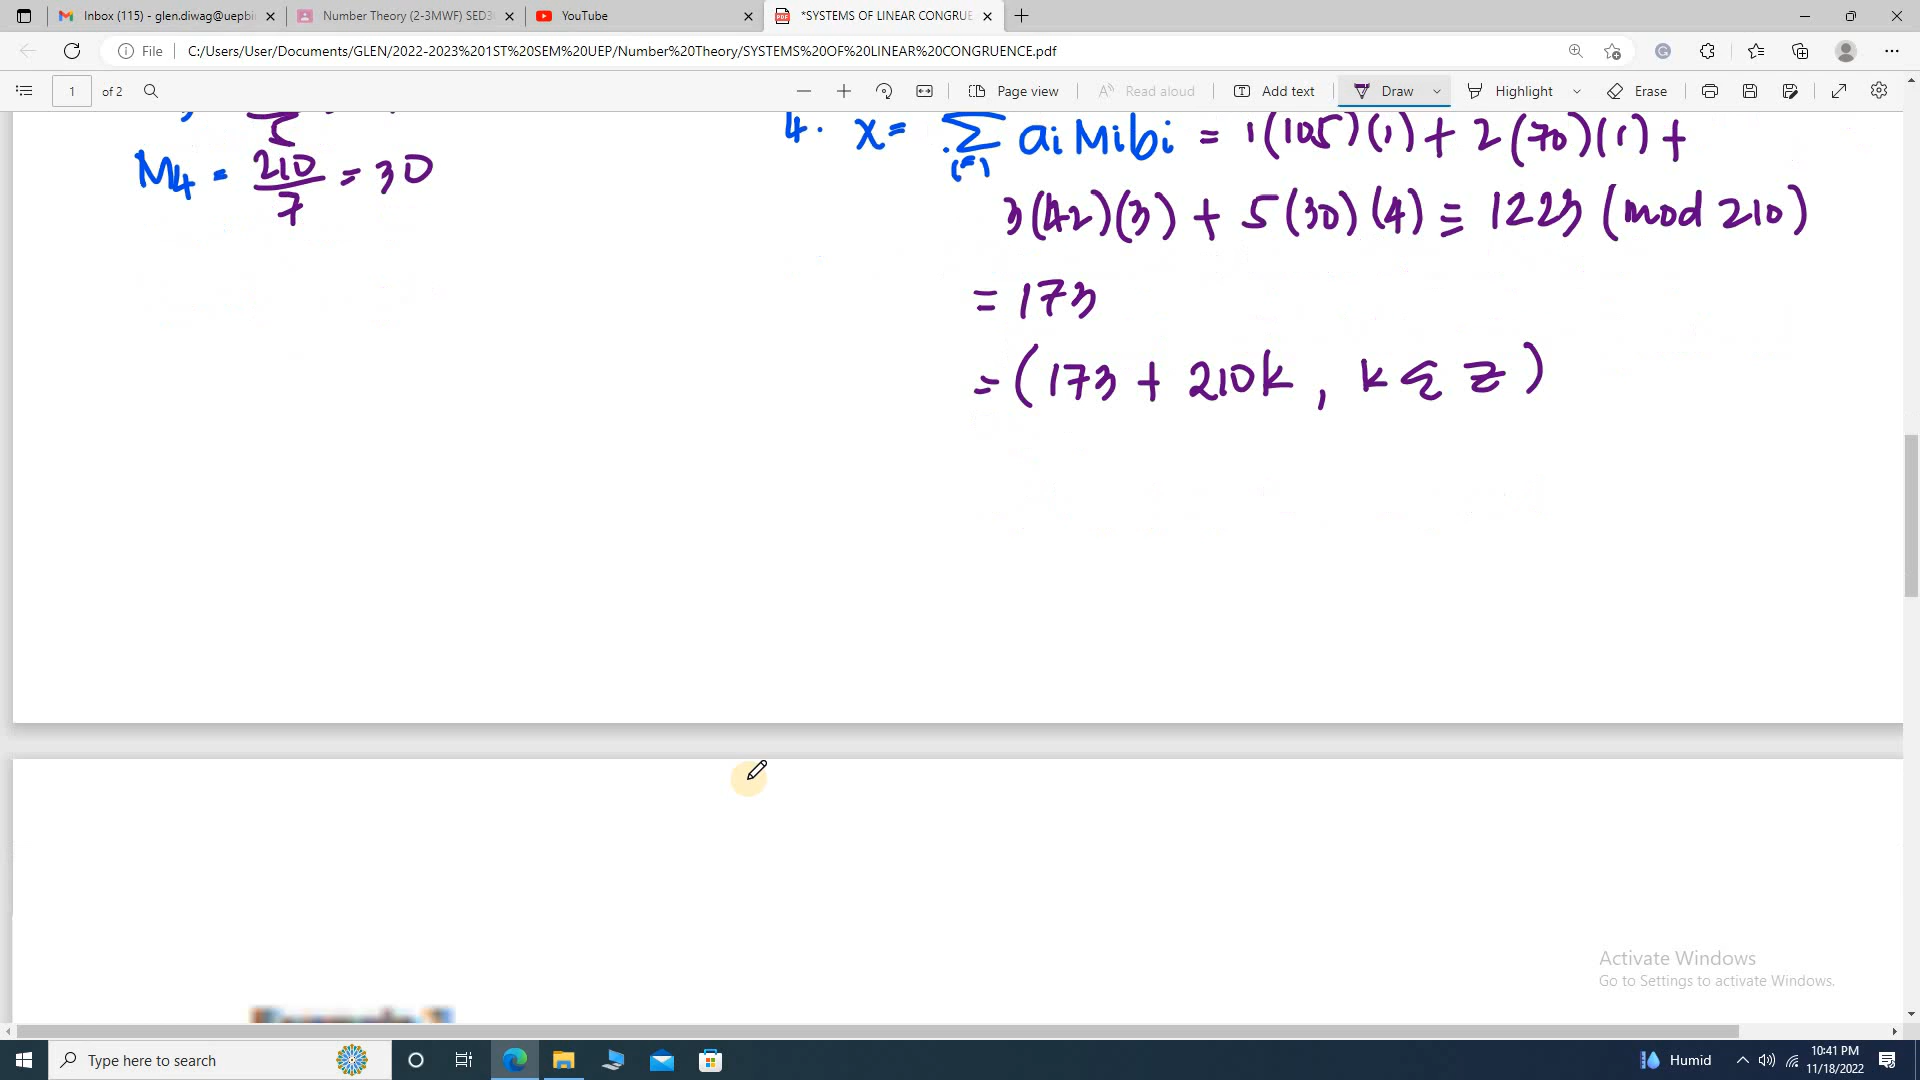 Inbox (115) - glen.diwag@uepbi
Number Theory (2-3MWF) SED3
YouTube
*SYSTEMS OF LINEAR CONGRUE
File
C:/Users/User/Documents/GLEN/2022-2023%201ST%20SEM%20UEP/Number%20Theory/SYSTEMS%20OF%20LINEAR%20CONGRUENCE.pdf
1 of 2
Page view
Read aloud
Add text
Draw
Highlight
Erase
M4 = 210/7 = 30
4. x = Σ ai Mi bi = 1(105)(1) + 2(70)(1) +
3(42)(3) + 5(30)(4) ≡ 1223 (mod 210)
= 173
= (173 + 210k, k ∈ z)
Activate Windows
Go to Settings to activate Windows.
Type here to search
Humid
10:41 PM
11/18/2022